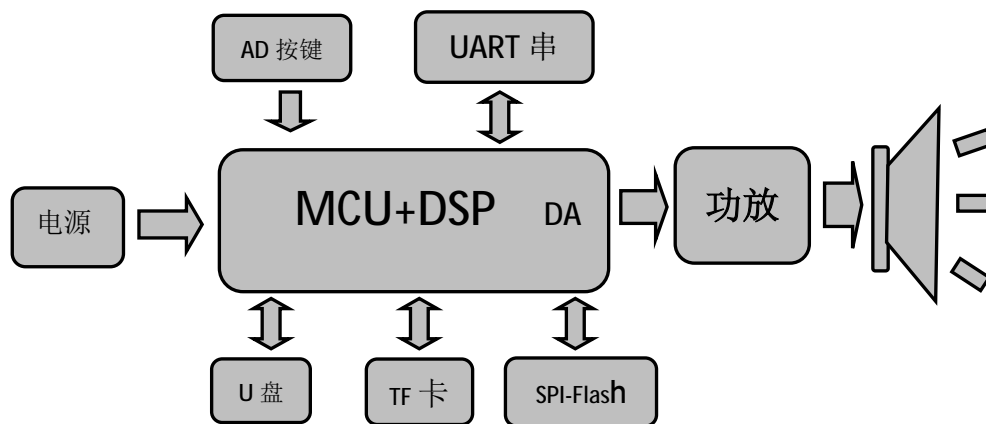 AD 按键
UART 串
电源
MCU+DSP DA
功放
U 盘
TF 卡
SPI-Flash